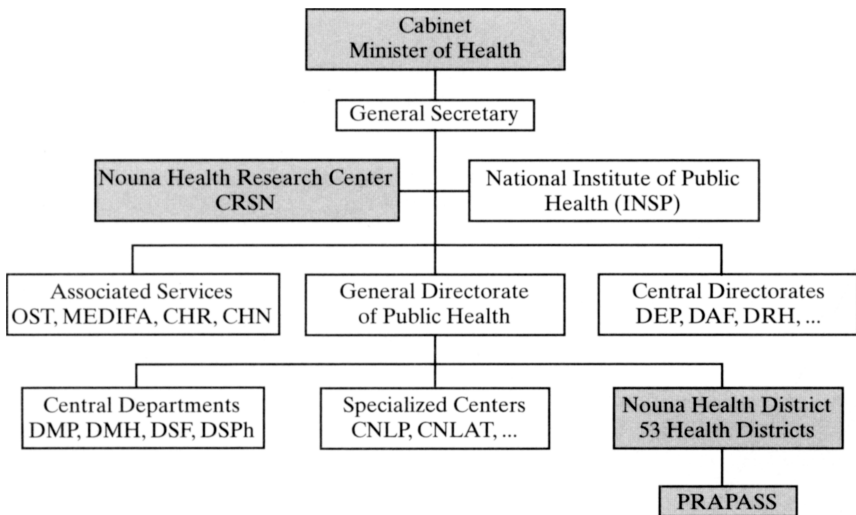 Cabinet
Minister of Health
General Secretary
Nouna Health Research Center
CRSN
National Institute of Public
Health (INSP)
Associated Services
OST, MEDIFA, CHR, CHN
General Directorate
of Public Health
Central Directorates
DEP, DAF, DRH, ...
Central Departments
DMP, DMH, DSF, DSPh
Specialized Centers
CNLP, CNLAT, ...
Nouna Health District
53 Health Districts
PRAPASS